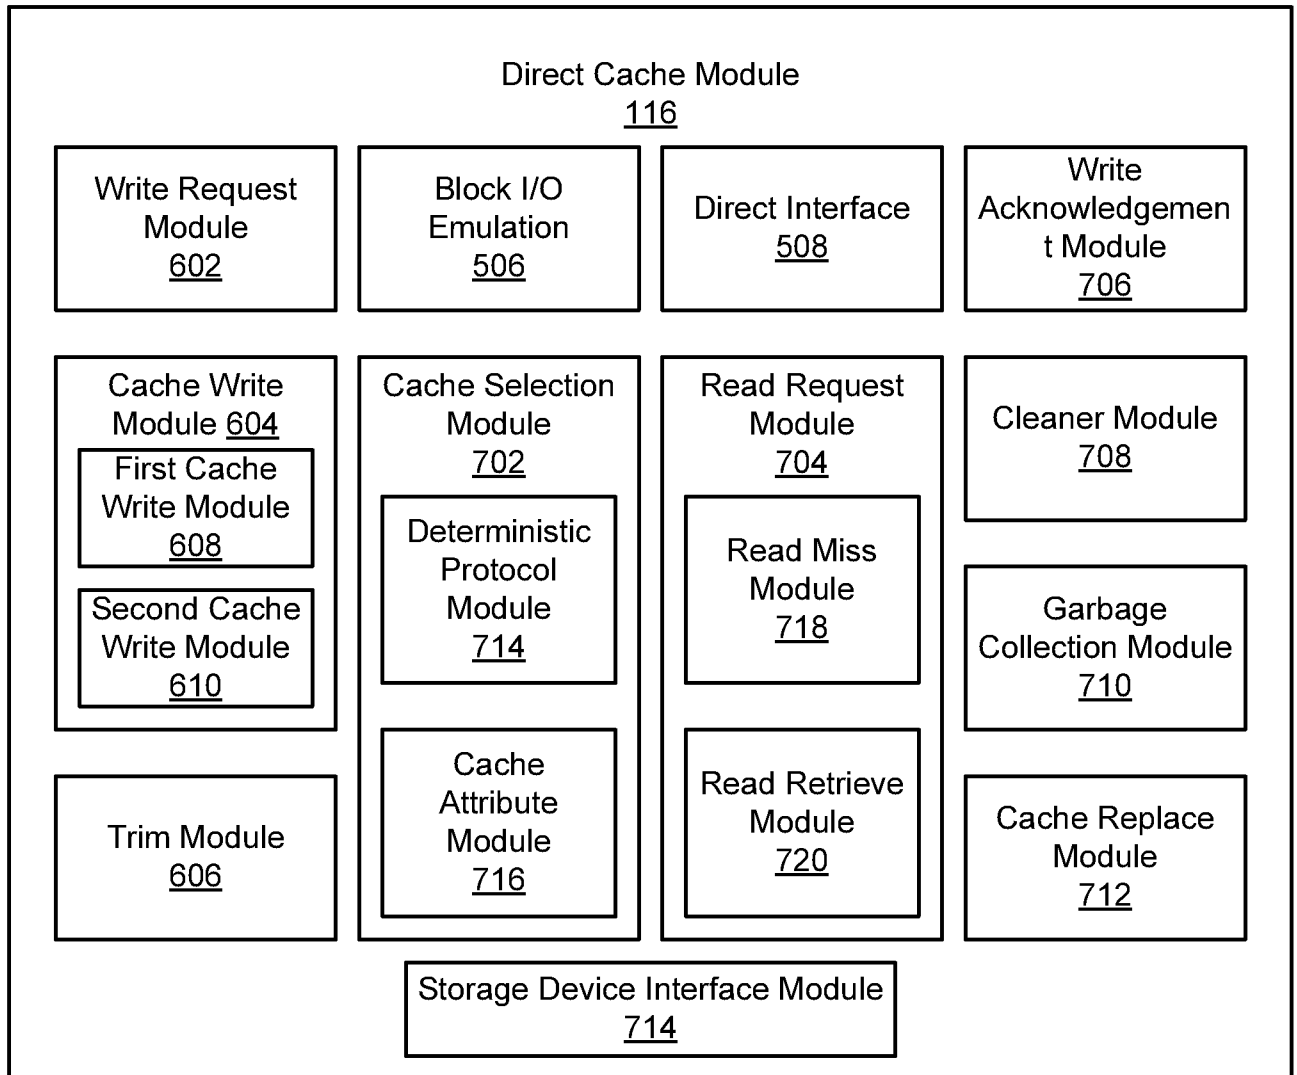 Direct Cache Module
116
Write Request
Module
602
Block I/O
Emulation
506
Direct Interface
508
Write
Acknowledgemen
t Module
706
Cache Write
Module 604
First Cache
Write Module
608
Second Cache
Write Module
610
Cache Selection
Module
702
Deterministic
Protocol
Module
714
Cache
Attribute
Module
716
Read Request
Module
704
Read Miss
Module
718
Read Retrieve
Module
720
Cleaner Module
708
Garbage
Collection Module
710
Trim Module
606
Cache Replace
Module
712
Storage Device Interface Module
714